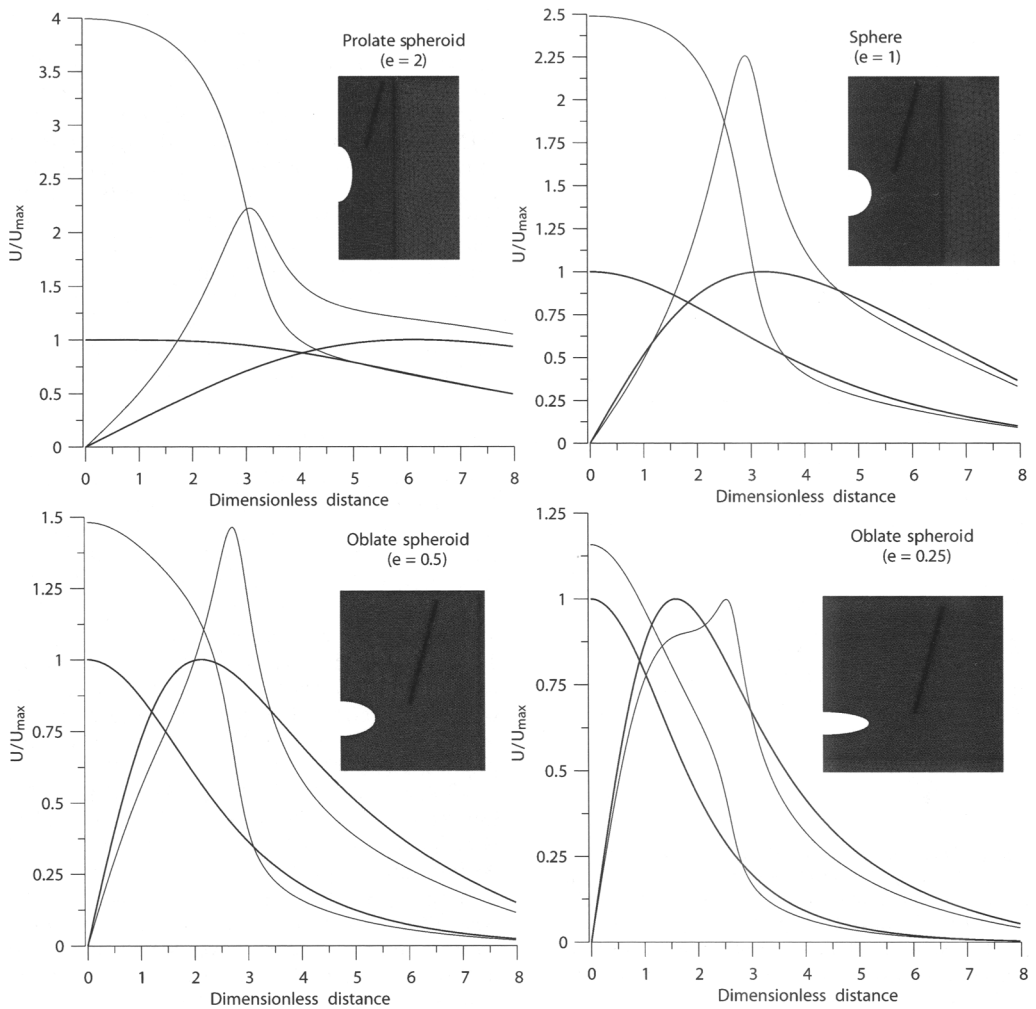 4
3.5
3
2.5
2
1.5
1
0.5
0
U/Umax
Prolate spheroid
(e = 2)
0 1 2 3 4 5 6 7 8
Dimensionless distance
2.5
2.25
2
1.75
1.5
1.25
1
0.75
0.5
0.25
0
U/Umax
Sphere
(e = 1)
0 1 2 3 4 5 6 7 8
Dimensionless distance
1.5
1.25
1
0.75
0.5
0.25
0
U/Umax
Oblate spheroid
(e = 0.5)
0 1 2 3 4 5 6 7 8
Dimensionless distance
1.25
1
0.75
0.5
0.25
0
U/Umax
Oblate spheroid
(e = 0.25)
0 1 2 3 4 5 6 7 8
Dimensionless distance